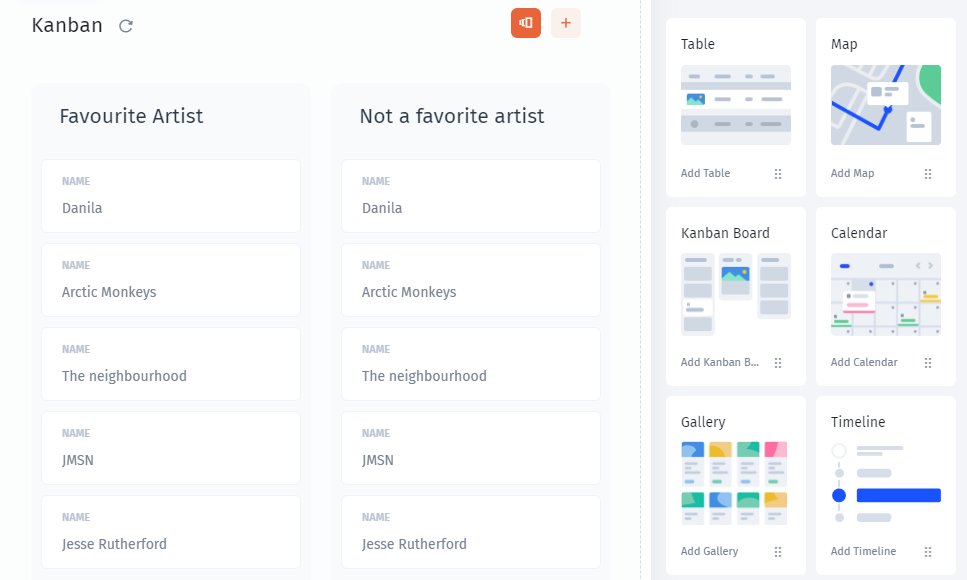 Kanban
Favourite Artist
NAME
Danila
NAME
Arctic Monkeys
NAME
The neighbourhood
NAME
JMSN
NAME
Jesse Rutherford
Not a favorite artist
NAME
Danila
NAME
Arctic Monkeys
NAME
The neighbourhood
NAME
JMSN
NAME
Jesse Rutherford
Table
Add Table
Map
Add Map
Kanban Board
Add Kanban B...
Calendar
Add Calendar
Gallery
Add Gallery
Timeline
Add Timeline